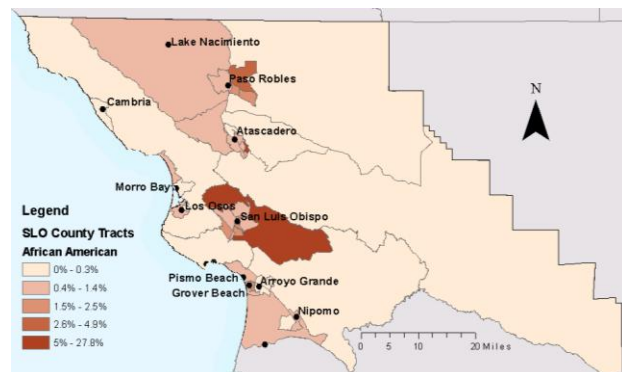 Lake Nacimiento
N
Paso Robles
Cambria
Atascadero
Morro Bay
Los Osos
San Luis Obispo
Legend
SLO County Tracts
African American
0% - 0.3%
0.4% - 1.4%
1.5% - 2.5%
2.6% - 4.9%
5% - 27.8%
Pismo Beach
Arroyo Grande
Grover Beach
Nipomo
0 5 10 20
Miles